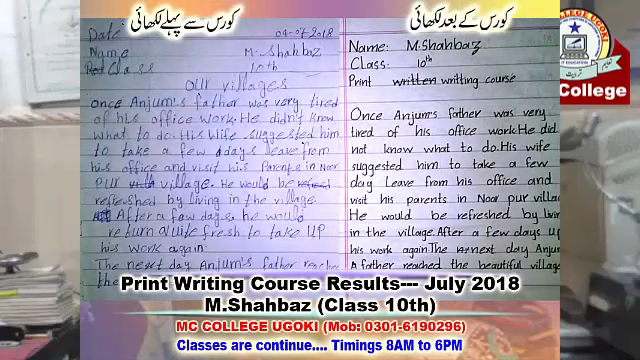 کورس سے پہلے لکھائی
Date 04-07-2018
Name M.Shahbaz
Class 10th
our villages
once Anjum's father was very tired
of his office work. He didn't know
what to do. His wife suggested him
to take a few days leave from
his office and visit his Parents in Noor
pur village. He would be
refreshed by living in the village.
After a few days he would
return quite fresh to take UP
his work again.
The next day Anjum's father reached
the
کورس کے بعد لکھائی
Name: M.Shahbaz
Class: 10th
Print written writing course
Once Anjum's father was very
tired of his office work.He did
not know what to do.His wife
suggested him to take a few
day leave from his office and
visit his parents in Noor pur villag
He would be refreshed by livin
in the village.After a few days up
his work again.The next day Anjum
A father reached the beautiful village
COLLEGE UGOKI
تعلیم
تربیت
College
Print Writing Course Results--- July 2018
M.Shahbaz (Class 10th)
MC COLLEGE UGOKI (Mob: 0301-6190296)
Classes are continue.... Timings 8AM to 6PM